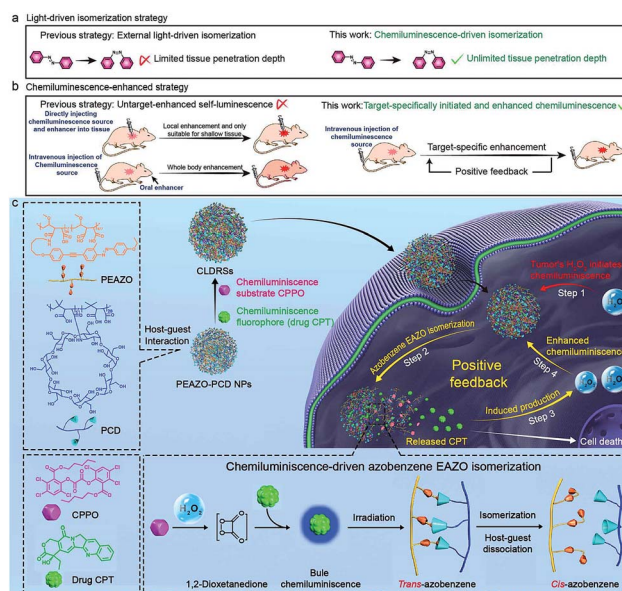 a Light-driven isomerization strategy
Previous strategy: External light-driven isomerization
This work: Chemiluminescence-driven isomerization
Limited tissue penetration depth
Unlimited tissue penetration depth
b Chemiluminescence-enhanced strategy
Previous strategy: Untarget-enhanced self-luminescence
This work:Target-specifically initiated and enhanced chemiluminescence
Directly injecting
chemiluminescence source
and enhancer into tissue
Local enhancement and only
suitable for shallow tissue
Intravenous injection of
Chemiluminescence
source
Whole body enhancement
Oral enhancer
Intravenous injection of
chemiluminescence
source
Target-specific enhancement
Positive feedback
c
PEAZO
PCD
Host-guest
Interaction
CLDRSs
Chemiluminiscence
substrate CPPO
Chemiluminiscence
fluorophore (drug CPT)
PEAZO-PCD NPs
Tumor's H2O2 initiates
chemiluminescence
Step 1
Azobenzene EAZO isomerization
Step 2
Enhanced
chemiluminiscence
Step 4
Positive
feedback
Induced production
Step 3
Released CPT
Cell death
CPPO
Drug CPT
Chemiluminiscence-driven azobenzene EAZO isomerization
H2O2
1,2-Dioxetanedione
Bule
chemiluminiscence
Irradiation
Trans-azobenzene
Isomerization
Host-guest
dissociation
Cis-azobenzene